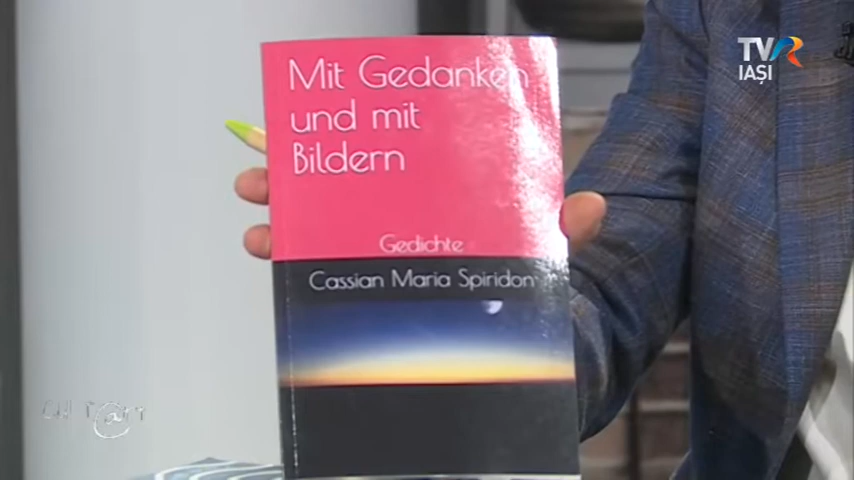 Mit Gedanken
und mit
Bildern
Gedichte
Cassian Maria Spiridon
TVR
IAȘI